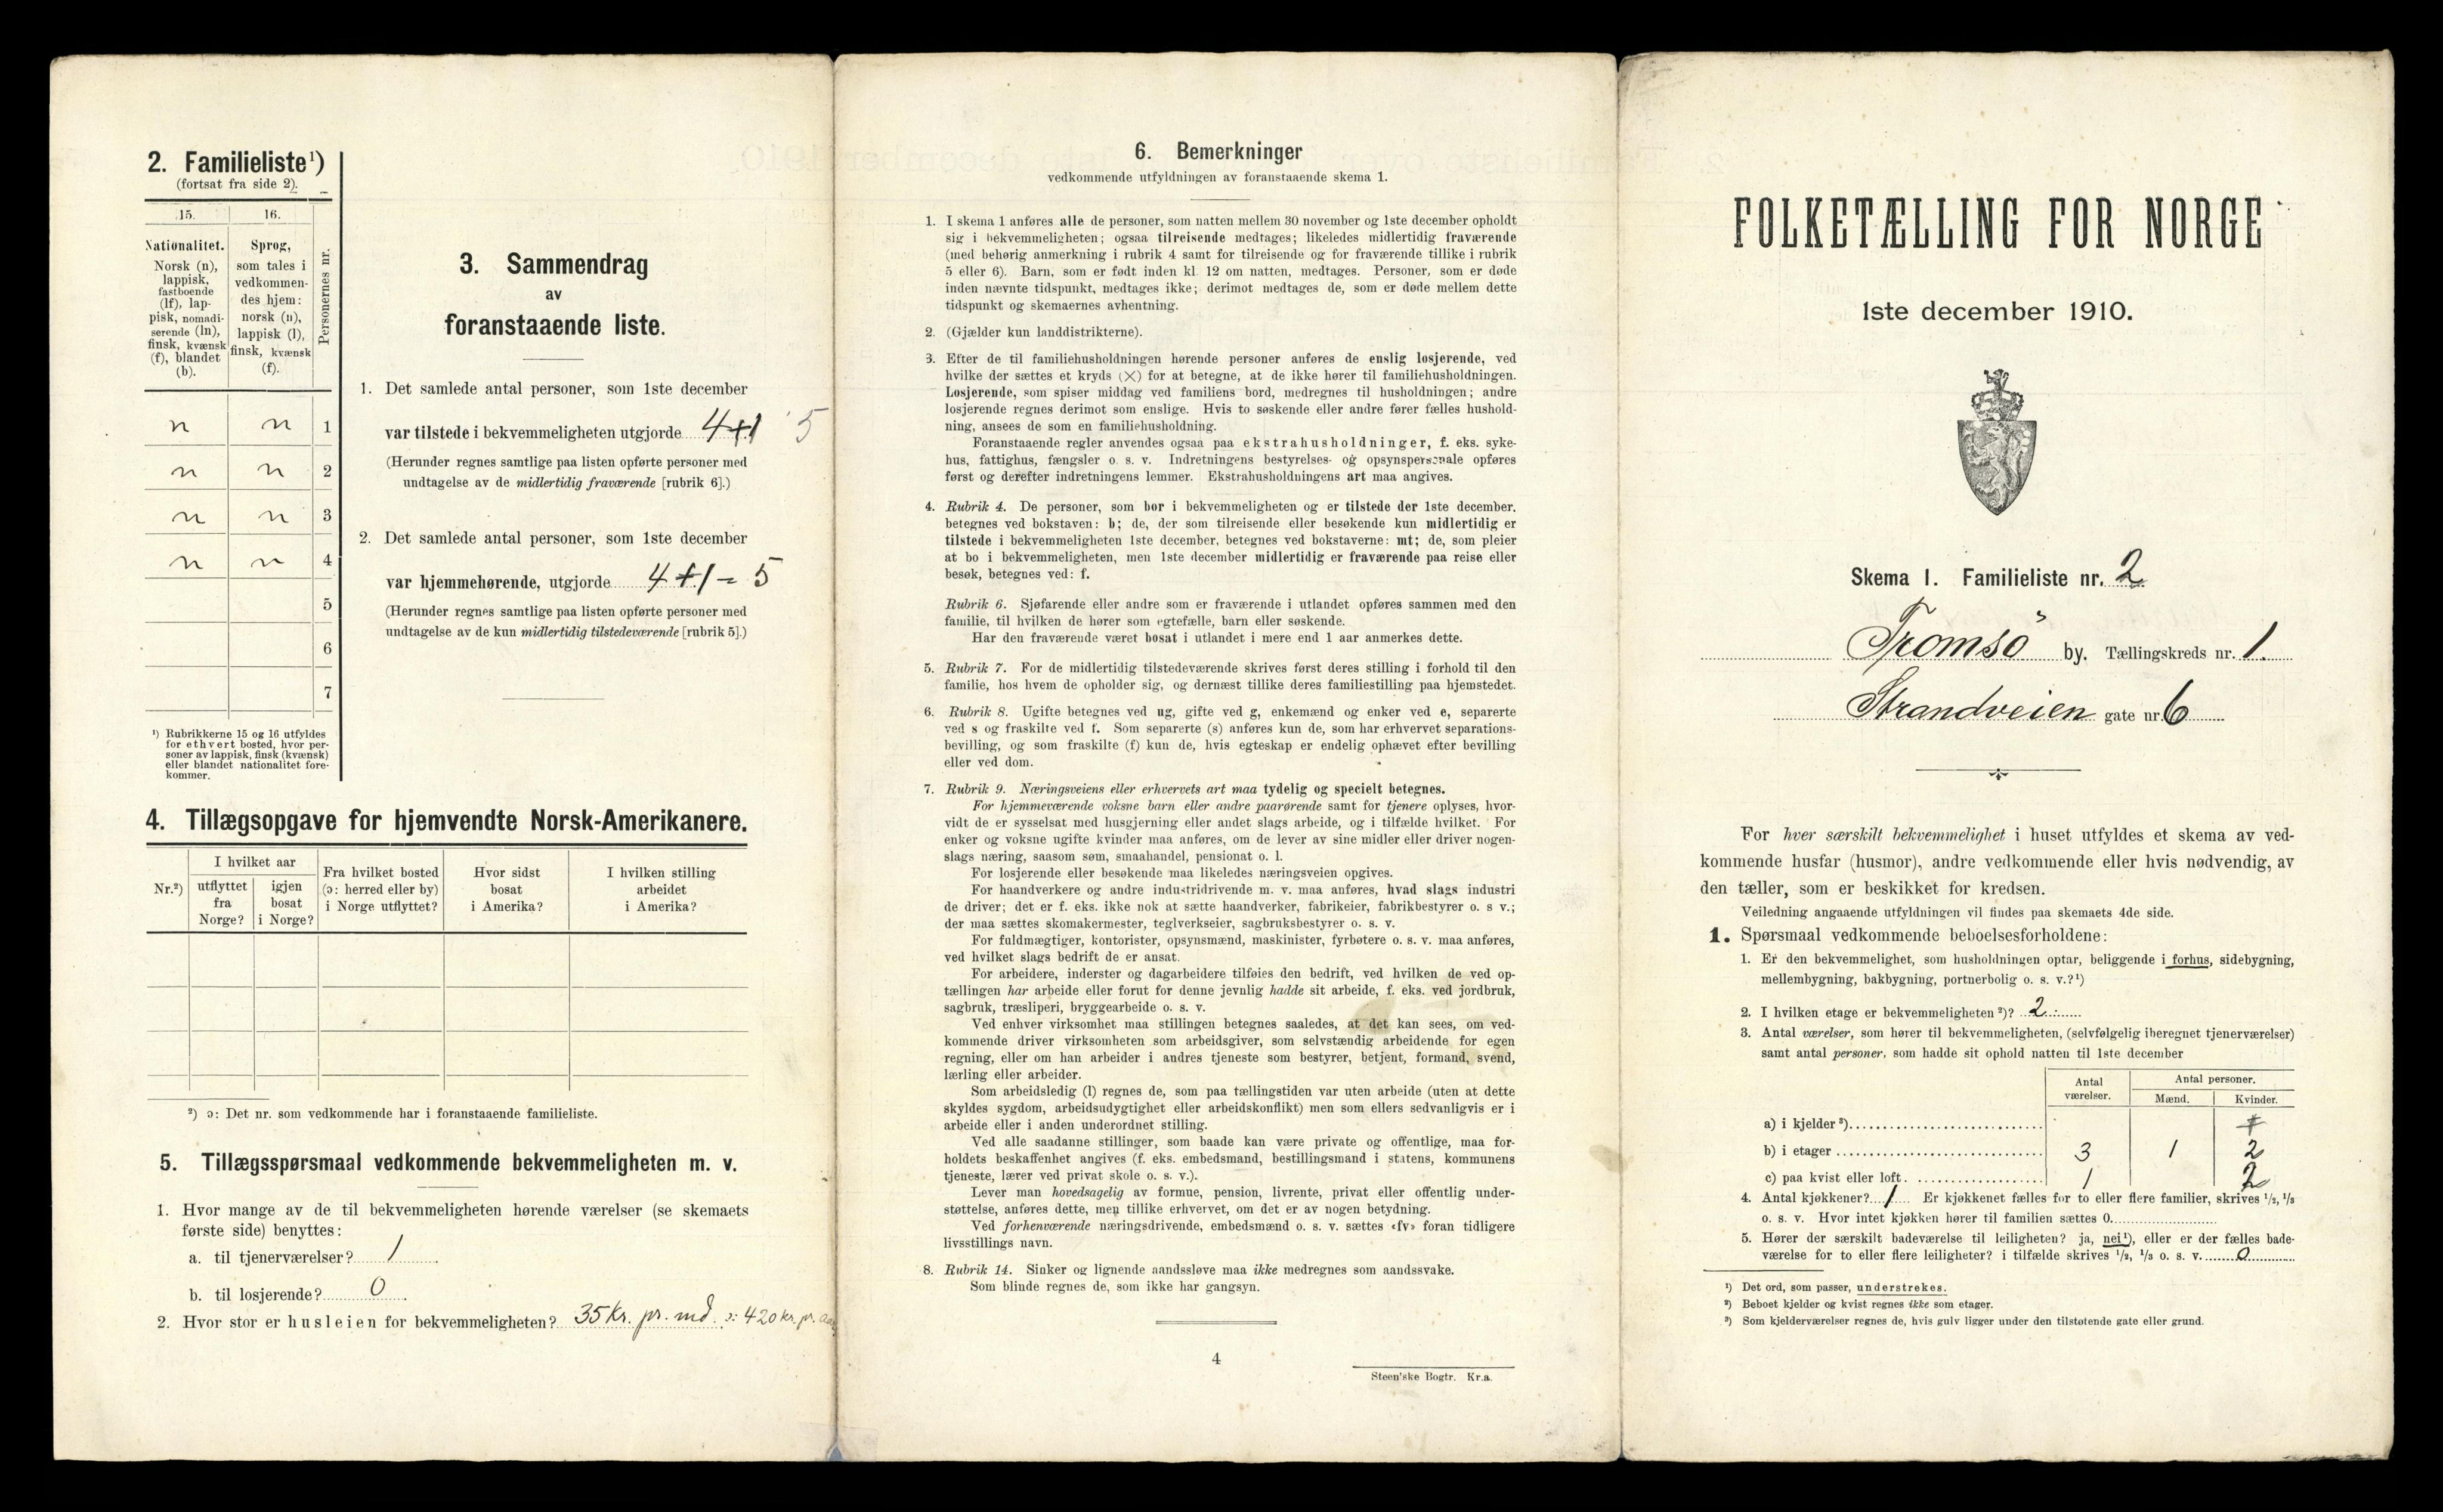 2. Familieliste¹)
(fortsat fra side 2).
15.
16.
Personernes nr.
Nationalitet.
Norsk (n),
lappisk,
fastboende
(lf), lap-
pisk, nomadi-
serende (ln),
finsk, kvænsk
(f), blandet
(b).
Sprog,
som tales i
vedkommen-
des hjem:
norsk (n),
lappisk (l),
finsk, kvænsk
(f).
n n 1
n n 2
n n 3
n n 4
5
6
7
¹) Rubrikkerne 15 og 16 utfyldes
for ethvert bosted, hvor per-
soner av lappisk, finsk (kvænsk)
eller blandet nationalitet fore-
kommer.
3. Sammendrag
av
foranstaaende liste.
1. Det samlede antal personer, som 1ste december
var tilstede i bekvemmeligheten utgjorde 4+1 5
(Herunder regnes samtlige paa listen opførte personer med
undtagelse av de midlertidig fraværende [rubrik 6].)
2. Det samlede antal personer, som 1ste december
var hjemmehørende, utgjorde 4+1 = 5
(Herunder regnes samtlige paa listen opførte personer med
undtagelse av de kun midlertidig tilstedeværende [rubrik 5].)
4. Tillægsopgave for hjemvendte Norsk-Amerikanere.
Nr.²)
I hvilket aar
utflyttet
fra
Norge?
igjen
bosat
i Norge?
Fra hvilket bosted
(ɔ: herred eller by)
i Norge utflyttet?
Hvor sidst
bosat
i Amerika?
I hvilken stilling
arbeidet
i Amerika?
²) ɔ: Det nr. som vedkommende har i foranstaaende familieliste.
5. Tillægsspørsmaal vedkommende bekvemmeligheten m. v.
1. Hvor mange av de til bekvemmeligheten hørende værelser (se skemaets
første side) benyttes:
a. til tjenerværelser? 1
b. til losjerende? 0
2. Hvor stor er husleien for bekvemmeligheten? 35 kr. pr. md. ɔ: 420 kr. pr. aar
6. Bemerkninger
vedkommende utfyldningen av foranstaaende skema 1.
1. I skema 1 anføres alle de personer, som natten mellem 30 november og 1ste december opholdt
sig i bekvemmeligheten; ogsaa tilreisende medtages; likeledes midlertidig fraværende
(med behørig anmerkning i rubrik 4 samt for tilreisende og for fraværende tillike i rubrik
5 eller 6). Barn, som er født inden kl. 12 om natten, medtages. Personer, som er døde
inden nævnte tidspunkt, medtages ikke; derimot medtages de, som er døde mellem dette
tidspunkt og skemaernes avhentning.
2. (Gjælder kun landdistrikterne).
3. Efter de til familiehusholdningen hørende personer anføres de enslig losjerende, ved
hvilke der sættes et kryds (×) for at betegne, at de ikke hører til familiehusholdningen.
Losjerende, som spiser middag ved familiens bord, medregnes til husholdningen; andre
losjerende regnes derimot som enslige. Hvis to søskende eller andre fører fælles hushold-
ning, ansees de som en familiehusholdning.
Foranstaaende regler anvendes ogsaa paa ekstrahusholdninger, f. eks. syke-
hus, fattighus, fængsler o. s. v. Indretningens bestyrelses- og opsynspersonale opføres
først og derefter indretningens lemmer. Ekstrahusholdningens art maa angives.
4. Rubrik 4. De personer, som bor i bekvemmeligheten og er tilstede der 1ste december,
betegnes ved bokstaven: b; de, der som tilreisende eller besøkende kun midlertidig er
tilstede i bekvemmeligheten 1ste december, betegnes ved bokstaverne: mt; de, som pleier
at bo i bekvemmeligheten, men 1ste december midlertidig er fraværende paa reise eller
besøk, betegnes ved: f.
Rubrik 6. Sjøfarende eller andre som er fraværende i utlandet opføres sammen med den
familie, til hvilken de hører som egtefælle, barn eller søskende.
Har den fraværende været bosat i utlandet i mere end 1 aar anmerkes dette.
5. Rubrik 7. For de midlertidig tilstedeværende skrives først deres stilling i forhold til den
familie, hos hvem de opholder sig, og dernæst tillike deres familiestilling paa hjemstedet.
6. Rubrik 8. Ugifte betegnes ved ug, gifte ved g, enkemænd og enker ved e, separerte
ved s og fraskilte ved f. Som separerte (s) anføres kun de, som har erhvervet separations-
bevilling, og som fraskilte (f) kun de, hvis egteskap er endelig ophævet efter bevilling
eller ved dom.
7. Rubrik 9. Næringsveiens eller erhvervets art maa tydelig og specielt betegnes.
For hjemmeværende voksne barn eller andre paarørende samt for tjenere oplyses, hvor-
vidt de er sysselsat med husgjerning eller andet slags arbeide, og i tilfælde hvilket. For
enker og voksne ugifte kvinder maa anføres, om de lever av sine midler eller driver nogen-
slags næring, saasom søm, smaahandel, pensionat o. l.
For losjerende eller besøkende maa likeledes næringsveien opgives.
For haandverkere og andre industridrivende m. v. maa anføres, hvad slags industri
de driver; det er f. eks. ikke nok at sætte haandverker, fabrikeier, fabrikbestyrer o. s v.;
der maa sættes skomakermester, teglverkseier, sagbruksbestyrer o. s. v.
For fuldmægtiger, kontorister, opsynsmænd, maskinister, fyrbøtere o. s. v. maa anføres,
ved hvilket slags bedrift de er ansat.
For arbeidere, inderster og dagarbeidere tilføies den bedrift, ved hvilken de ved op-
tællingen har arbeide eller forut for denne jevnlig hadde sit arbeide, f. eks. ved jordbruk,
sagbruk, træsliperi, bryggearbeide o. s. v.
Ved enhver virksomhet maa stillingen betegnes saaledes, at det kan sees, om ved-
kommende driver virksomheten som arbeidsgiver, som selvstændig arbeidende for egen
regning, eller om han arbeider i andres tjeneste som bestyrer, betjent, formand, svend,
lærling eller arbeider.
Som arbeidsledig (l) regnes de, som paa tællingstiden var uten arbeide (uten at dette
skyldes sygdom, arbeidsudygtighet eller arbeidskonflikt) men som ellers sedvanligvis er i
arbeide eller i anden underordnet stilling.
Ved alle saadanne stillinger, som baade kan være private og offentlige, maa for-
holdets beskaffenhet angives (f. eks. embedsmand, bestillingsmand i statens, kommunens
tjeneste, lærer ved privat skole o. s. v.).
Lever man hovedsagelig av formue, pension, livrente, privat eller offentlig under-
støttelse, anføres dette, men tillike erhvervet, om det er av nogen betydning.
Ved forhenværende næringsdrivende, embedsmænd o. s. v. sættes «fv» foran tidligere
livsstillings navn.
8. Rubrik 14. Sinker og lignende aandssløve maa ikke medregnes som aandssvake.
Som blinde regnes de, som ikke har gangsyn.
4
Steen'ske Bogtr. Kr.a.
FOLKETÆLLING FOR NORGE
1ste december 1910.
Skema 1. Familieliste nr. 2
Tromsö by. Tællingskreds nr. 1.
Strandveien gate nr. 6
For hver særskilt bekvemmelighet i huset utfyldes et skema av ved-
kommende husfar (husmor), andre vedkommende eller hvis nødvendig, av
den tæller, som er beskikket for kredsen.
Veiledning angaaende utfyldningen vil findes paa skemaets 4de side.
1. Spørsmaal vedkommende beboelsesforholdene:
1. Er den bekvemmelighet, som husholdningen optar, beliggende i forhus, sidebygning,
mellembygning, bakbygning, portnerbolig o. s. v.?¹)
2. I hvilken etage er bekvemmeligheten²)? 2.
3. Antal værelser, som hører til bekvemmeligheten, (selvfølgelig iberegnet tjenerværelser)
samt antal personer, som hadde sit ophold natten til 1ste december
Antal
værelser.
Antal personer.
Mænd.
Kvinder.
a) i kjelder³)
b) i etager 3 1 2
c) paa kvist eller loft. 1 2
4. Antal kjøkkener? 1 Er kjøkkenet fælles for to eller flere familier, skrives ¹/₂, ¹/₃
o. s. v. Hvor intet kjøkken hører til familien sættes 0.
5. Hører der særskilt badeværelse til leiligheten? ja, nei¹), eller er der fælles bade-
værelse for to eller flere leiligheter? i tilfælde skrives ¹/₂, ¹/₃ o. s. v. 0
¹) Det ord, som passer, understrekes.
²) Beboet kjelder og kvist regnes ikke som etager.
³) Som kjelderværelser regnes de, hvis gulv ligger under den tilstøtende gate eller grund.